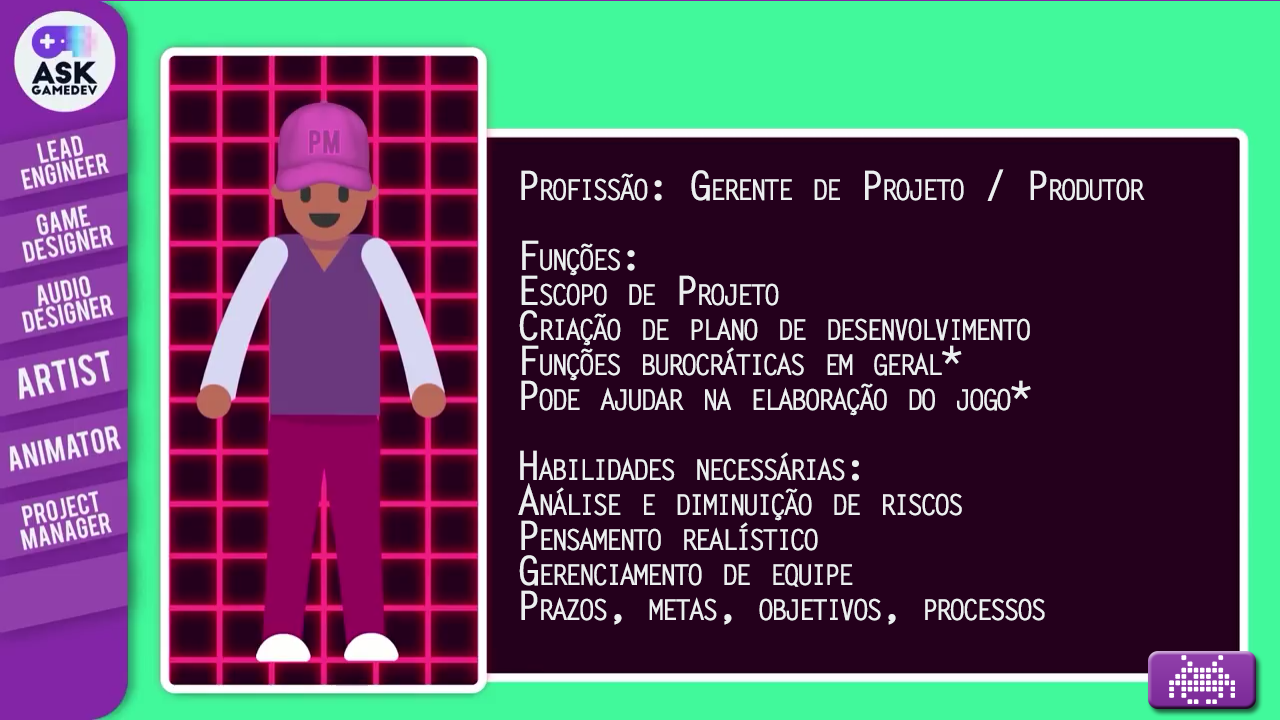 ASK
GAMEDEV
LEAD
ENGINEER
GAME
DESIGNER
AUDIO
DESIGNER
ARTIST
ANIMATOR
PROJECT
MANAGER
PM
Profissão: Gerente de Projeto / Produtor
Funções:
Escopo de Projeto
Criação de plano de desenvolvimento
Funções burocráticas em geral*
Pode ajudar na elaboração do jogo*
Habilidades necessárias:
Análise e diminuição de riscos
Pensamento realístico
Gerenciamento de equipe
Prazos, metas, objetivos, processos